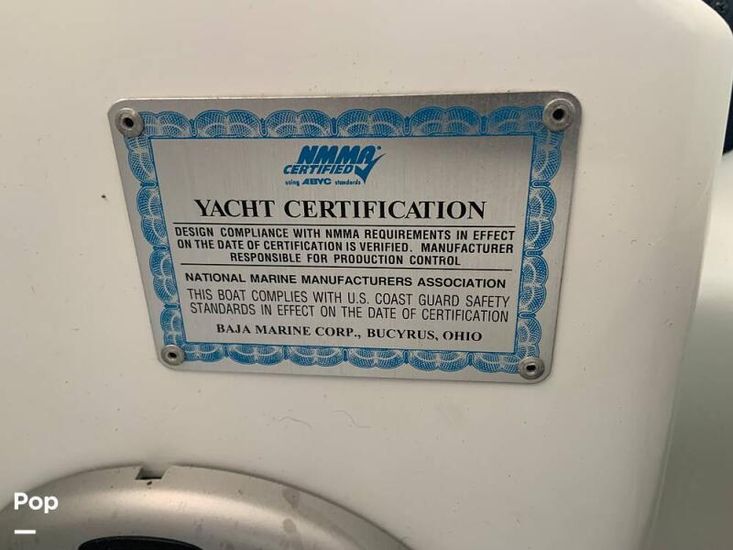 NMMA
CERTIFIED
using ABYC standards
YACHT CERTIFICATION
DESIGN COMPLIANCE WITH NMMA REQUIREMENTS IN EFFECT
ON THE DATE OF CERTIFICATION IS VERIFIED. MANUFACTURER
RESPONSIBLE FOR PRODUCTION CONTROL
NATIONAL MARINE MANUFACTURERS ASSOCIATION
THIS BOAT COMPLIES WITH U.S. COAST GUARD SAFETY
STANDARDS IN EFFECT ON THE DATE OF CERTIFICATION
BAJA MARINE CORP., BUCYRUS, OHIO
Pop